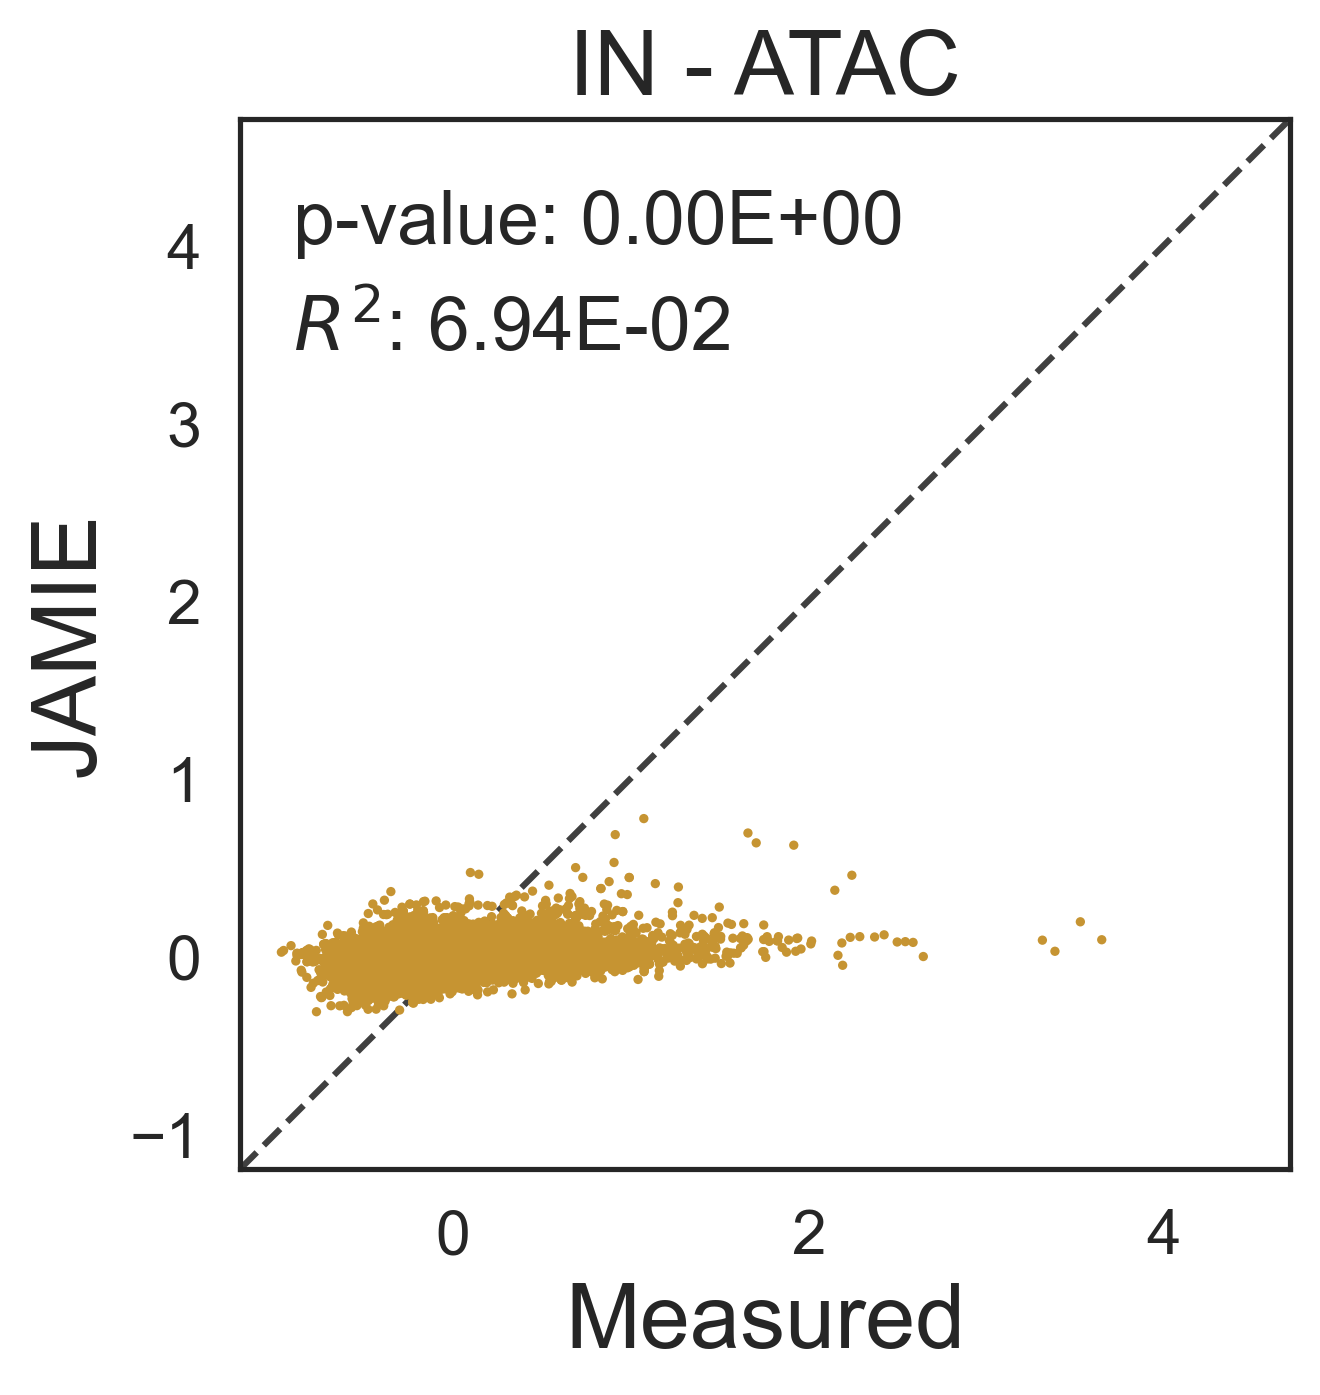 IN - ATAC
p-value: 0.00E+00
R²: 6.94E-02
JAMIE
4
3
2
1
0
−1
0 2 4
Measured